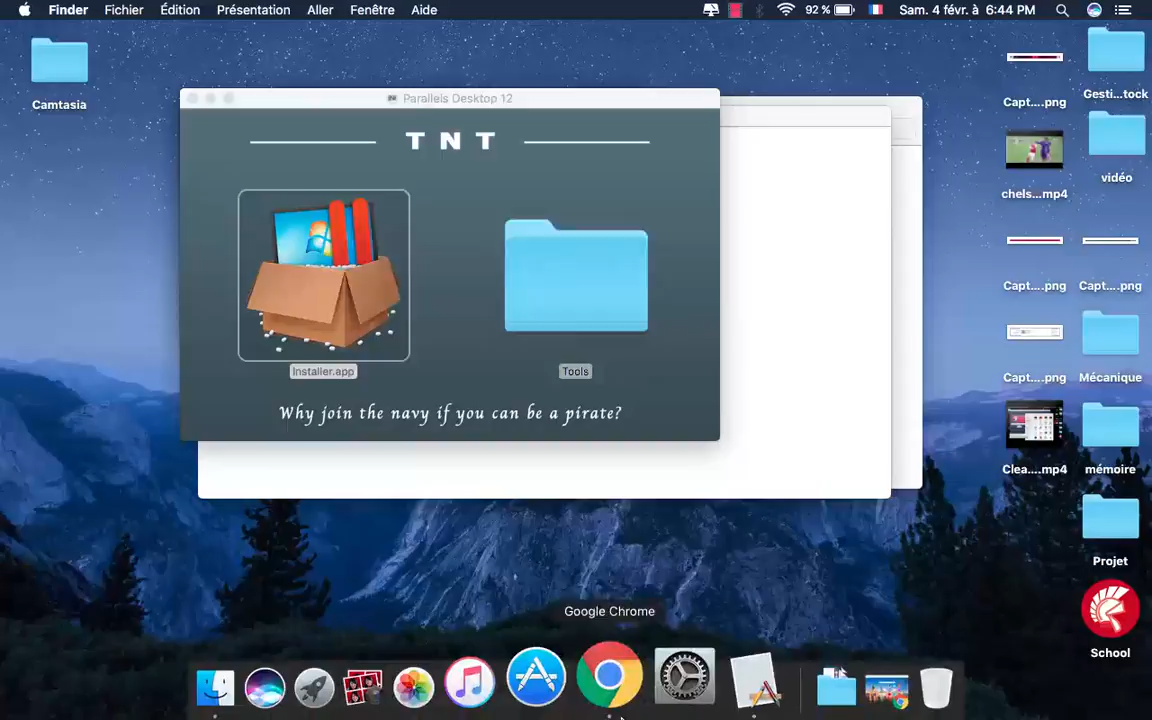 Finder Fichier Édition Présentation Aller Fenêtre Aide 92 % Sam. 4 févr. à 6:44 PM
Camtasia
Capt....png
Gesti...tock
Parallels Desktop 12
T N T
chels...mp4
vidéo
Capt....png
Capt....png
Installer.app
Tools
Capt....png
Mécanique
Why join the navy if you can be a pirate?
Clea....mp4
mémoire
Projet
Google Chrome
School